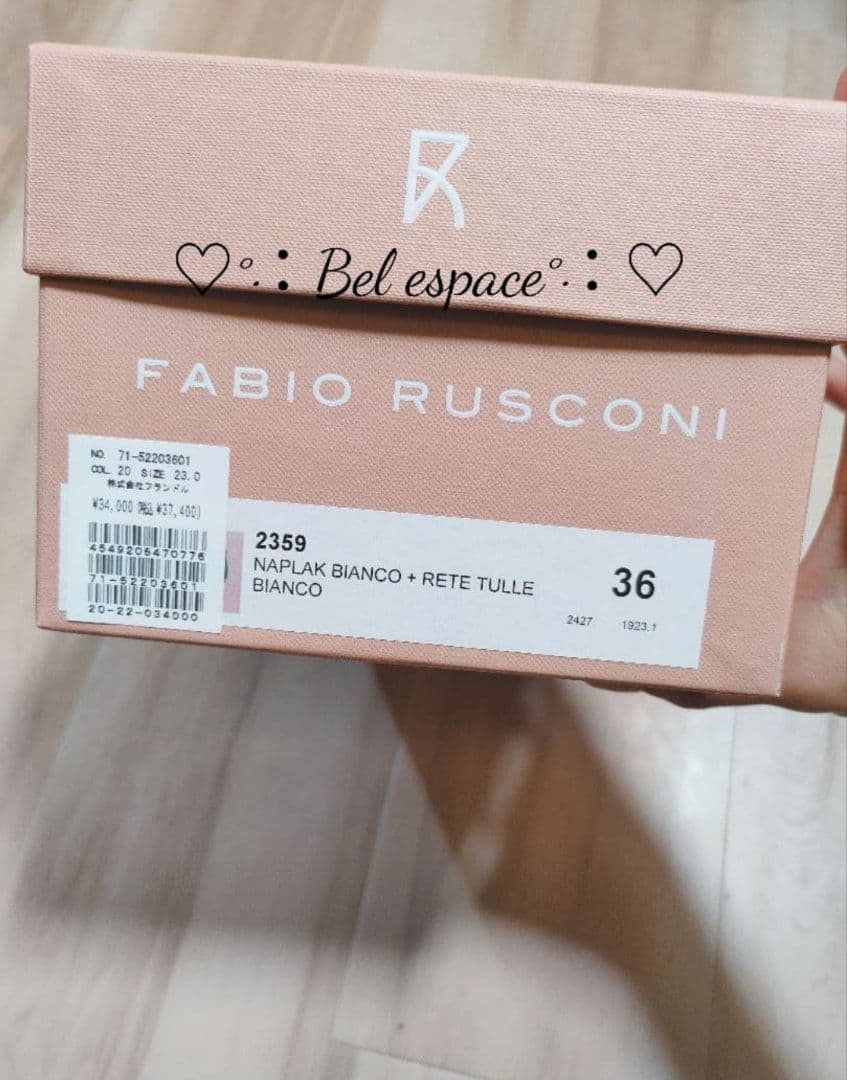 ♡°.: Bel espace°.: ♡
FABIO RUSCONI
NO. 71-52203601
COL. 20 SIZE 23.0
株式会社フランドル
¥34,000 税込 ¥37,400)
4549205470776
71-52203601
20-22-034000
2359
NAPLAK BIANCO + RETE TULLE
BIANCO
36
2427 1923.1